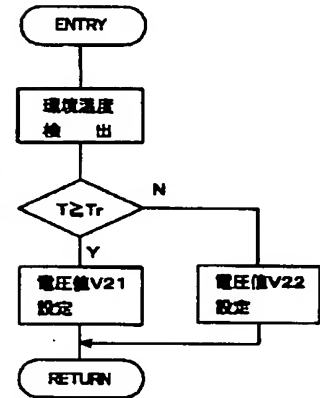 ENTRY
環境温度
検 出
T≧Tr
N
Y
電圧値V21
設定
電圧値V22
設定
RETURN